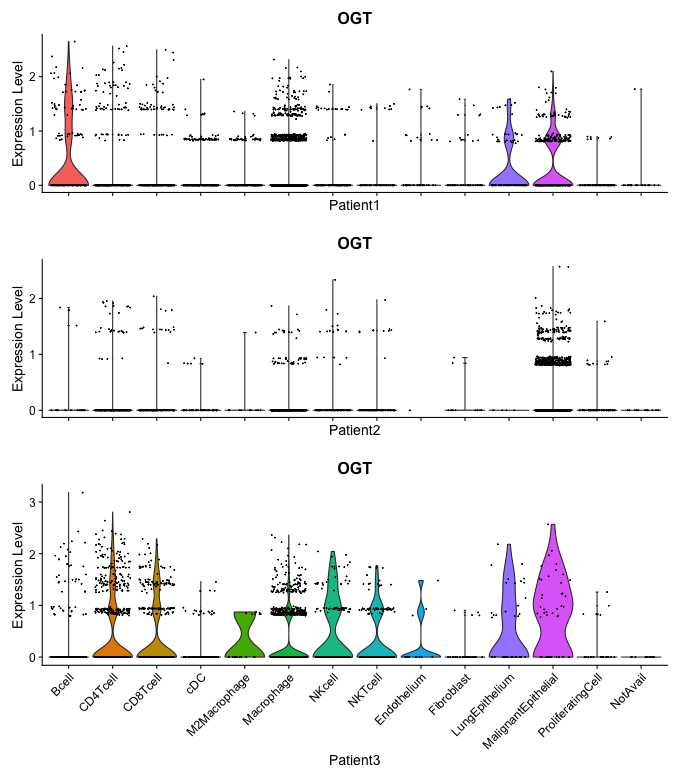 OGT
Expression Level
2
1
0
Patient1
OGT
Expression Level
2
1
0
Patient2
OGT
Expression Level
3
2
1
0
Bcell
CD4Tcell
CD8Tcell
cDC
M2Macrophage
Macrophage
NKcell
NKTcell
Endothelium
Fibroblast
LungEpithelium
MalignantEpithelial
ProliferatingCell
NotAvail
Patient3